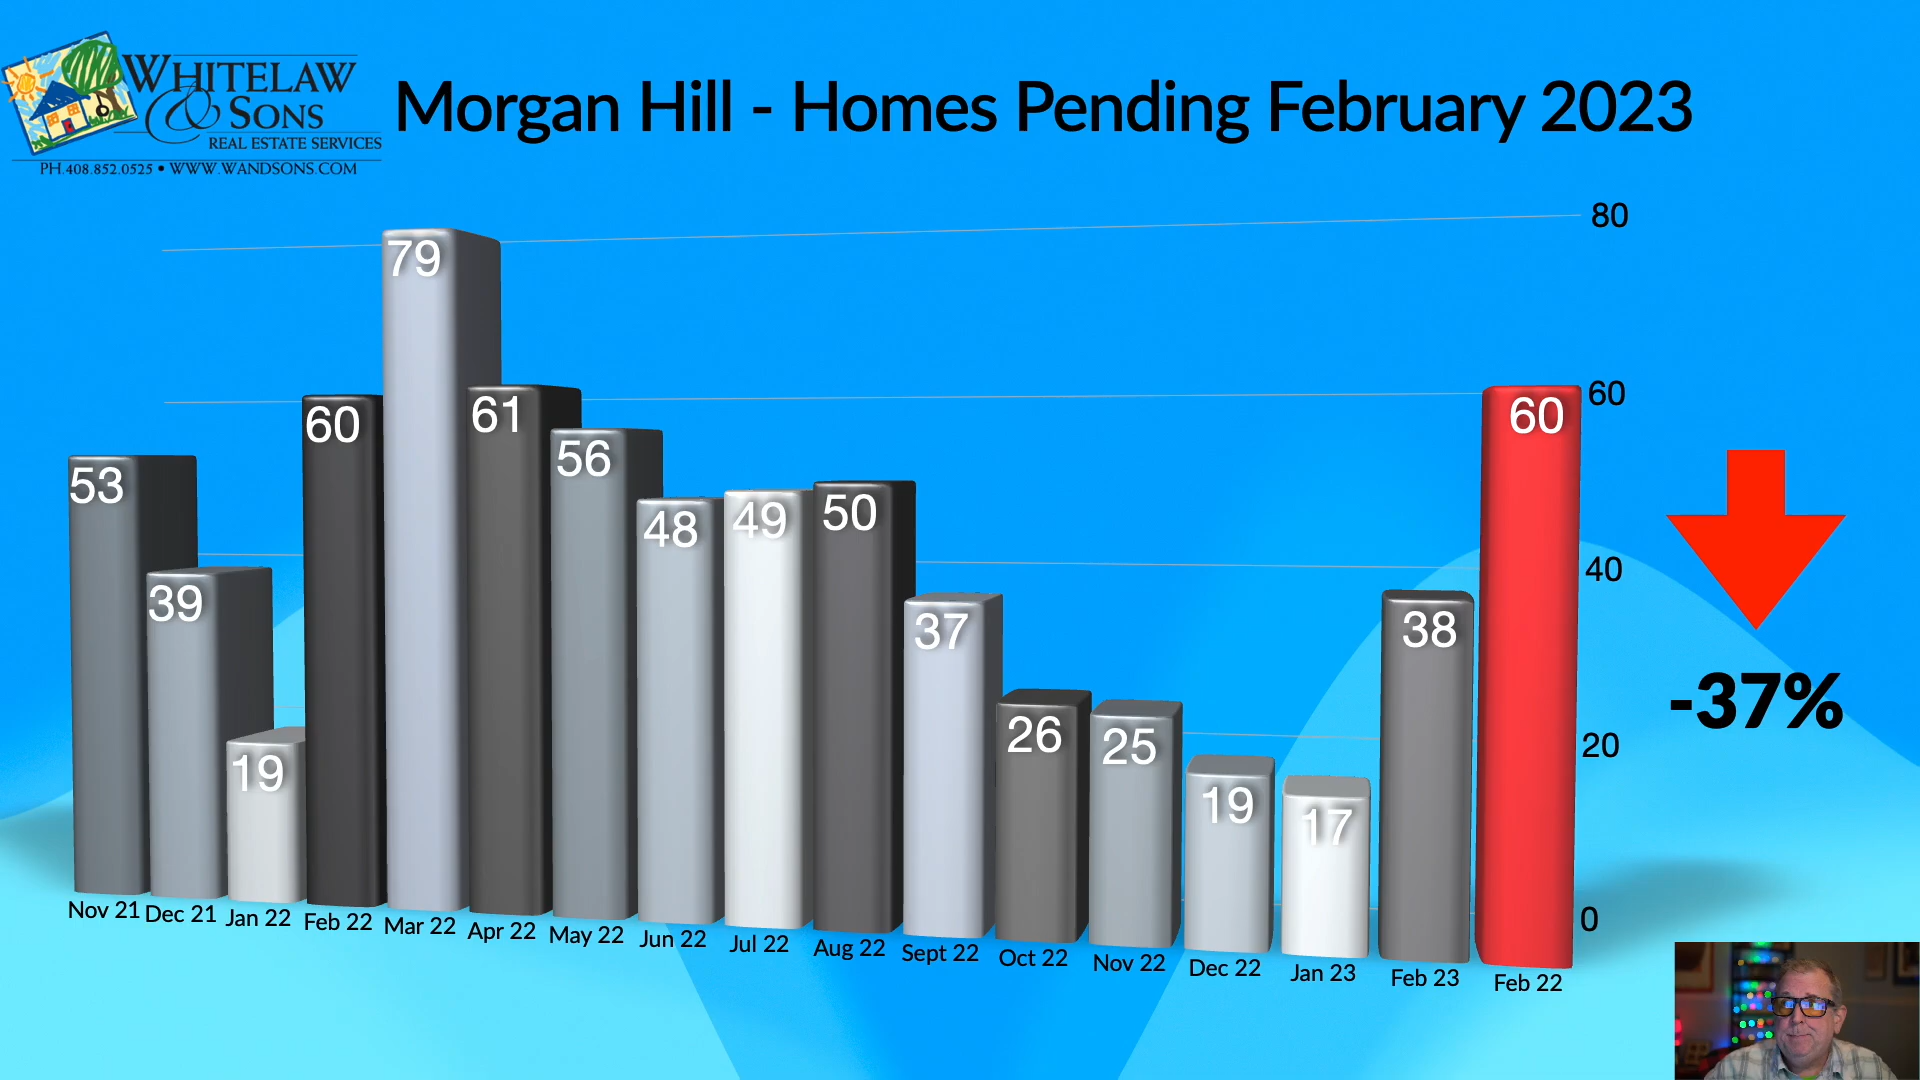 WHITELAW
& SONS
REAL ESTATE SERVICES
PH.408.852.0525 • WWW.WANDSONS.COM
Morgan Hill - Homes Pending February 2023
80
60
40
20
0
53
39
19
60
79
61
56
48
49
50
37
26
25
19
17
38
60
-37%
Nov 21
Dec 21
Jan 22
Feb 22
Mar 22
Apr 22
May 22
Jun 22
Jul 22
Aug 22
Sept 22
Oct 22
Nov 22
Dec 22
Jan 23
Feb 23
Feb 22